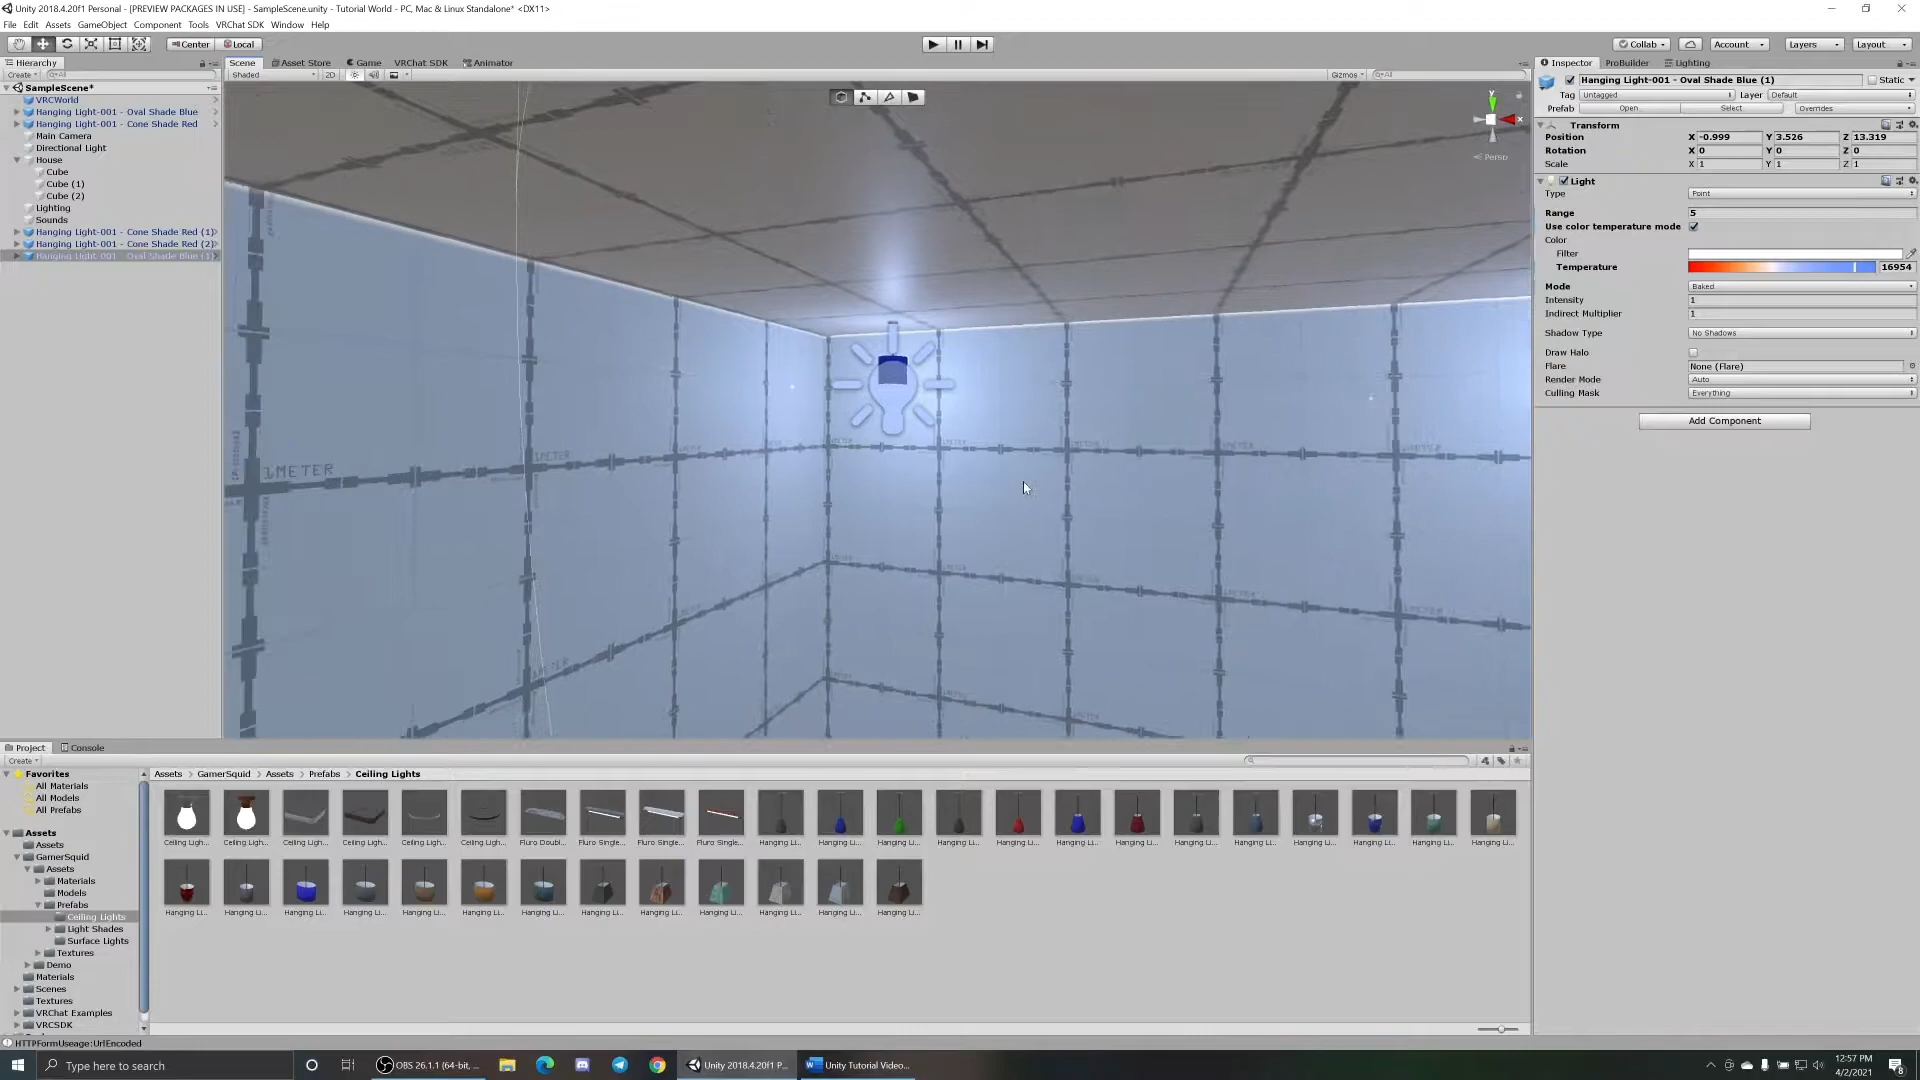 Unity 2018.4.20f1 Personal - [PREVIEW PACKAGES IN USE] - SampleScene.unity - Tutorial World - PC, Mac & Linux Standalone* <DX11>
File Edit Assets GameObject Component Tools VRChat SDK Window Help
Center Local Collab Account Layers Layout
Hierarchy
Create All
SampleScene*
VRCWorld
Hanging Light-001 - Oval Shade Blue
Hanging Light-001 - Cone Shade Red
Main Camera
Directional Light
House
Cube
Cube (1)
Cube (2)
Lighting
Sounds
Hanging Light-001 - Cone Shade Red (1)
Hanging Light-001 - Cone Shade Red (2)
Hanging Light-001 - Oval Shade Blue (1)
Scene Asset Store Game VRChat SDK Animator
Shaded 2D Gizmos All
y
x
Persp
1METER
1METER
Inspector ProBuilder Lighting
Hanging Light-001 - Oval Shade Blue (1) Static
Tag Untagged Layer Default
Prefab Open Select Overrides
Transform
Position X -0.999 Y 3.526 Z 13.319
Rotation X 0 Y 0 Z 0
Scale X 1 Y 1 Z 1
Light
Type Point
Range 5
Use color temperature mode
Color
Filter
Temperature 16954
Mode Baked
Intensity 1
Indirect Multiplier 1
Shadow Type No Shadows
Draw Halo
Flare None (Flare)
Render Mode Auto
Culling Mask Everything
Add Component
Project Console
Create
Favorites
All Materials
All Models
All Prefabs
Assets
Assets
GamerSquid
Assets
Materials
Models
Prefabs
Ceiling Lights
Light Shades
Surface Lights
Textures
Demo
Materials
Scenes
Textures
VRChat Examples
VRCSDK
Assets > GamerSquid > Assets > Prefabs > Ceiling Lights
Ceiling Ligh... Ceiling Ligh... Ceiling Ligh... Ceiling Ligh... Ceiling Ligh... Ceiling Ligh... Fluro Doubl... Fluro Single... Fluro Single... Fluro Single... Hanging Li... Hanging Li... Hanging Li... Hanging Li... Hanging Li... Hanging Li... Hanging Li... Hanging Li... Hanging Li... Hanging Li... Hanging Li... Hanging Li... Hanging Li...
Hanging Li... Hanging Li... Hanging Li... Hanging Li... Hanging Li... Hanging Li... Hanging Li... Hanging Li... Hanging Li... Hanging Li... Hanging Li... Hanging Li... Hanging Li...
HTTPFormUseage:UrlEncoded
Type here to search
OBS 26.1.1 (64-bit, ...
Unity 2018.4.20f1 P...
Unity Tutorial Video...
12:57 PM
4/2/2021
8